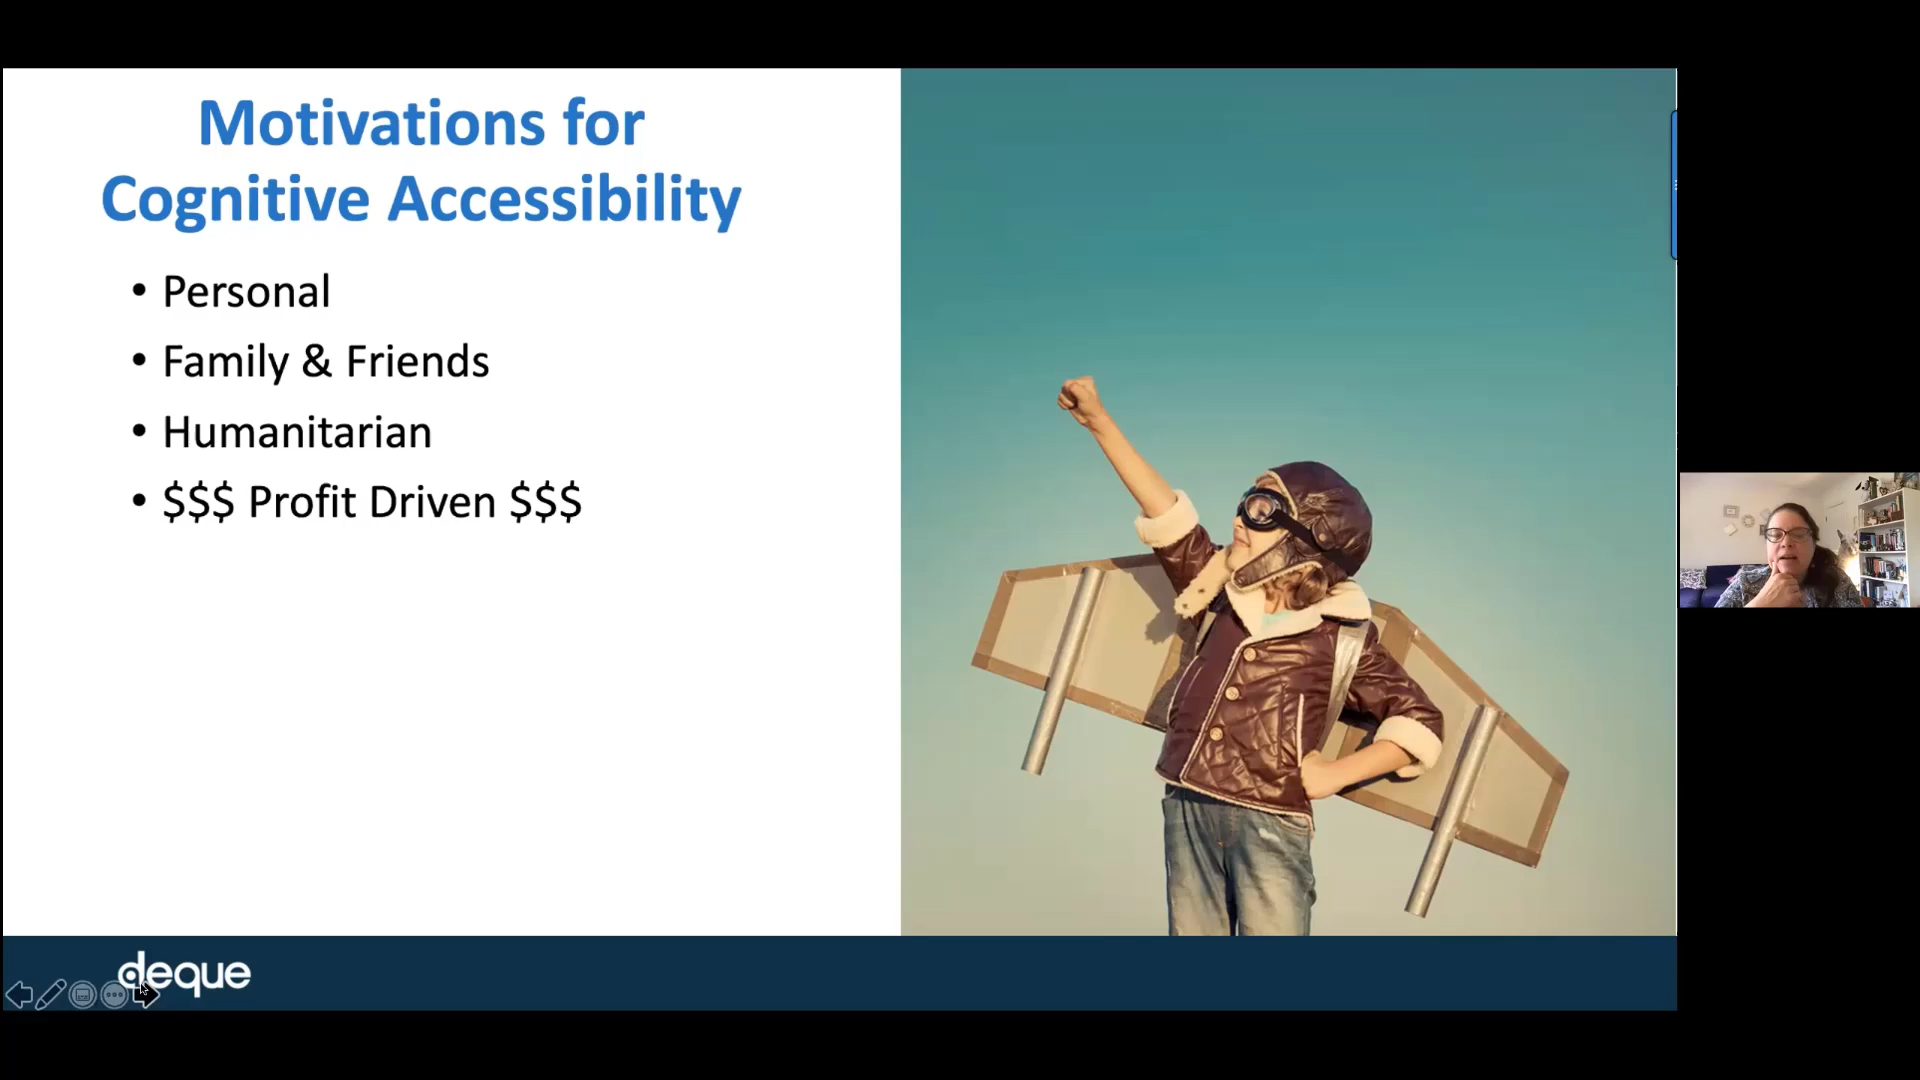 Motivations for
Cognitive Accessibility
• Personal
• Family & Friends
• Humanitarian
• $$$ Profit Driven $$$
deque